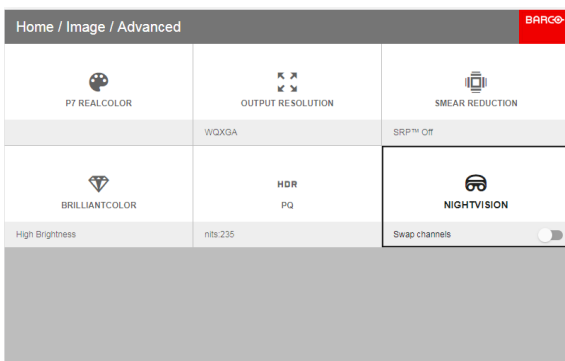 Home / Image / Advanced
BARCO
P7 REALCOLOR
OUTPUT RESOLUTION
SMEAR REDUCTION
WQXGA
SRP™ Off
BRILLIANTCOLOR
HDR
PQ
NIGHTVISION
High Brightness
nits:235
Swap channels